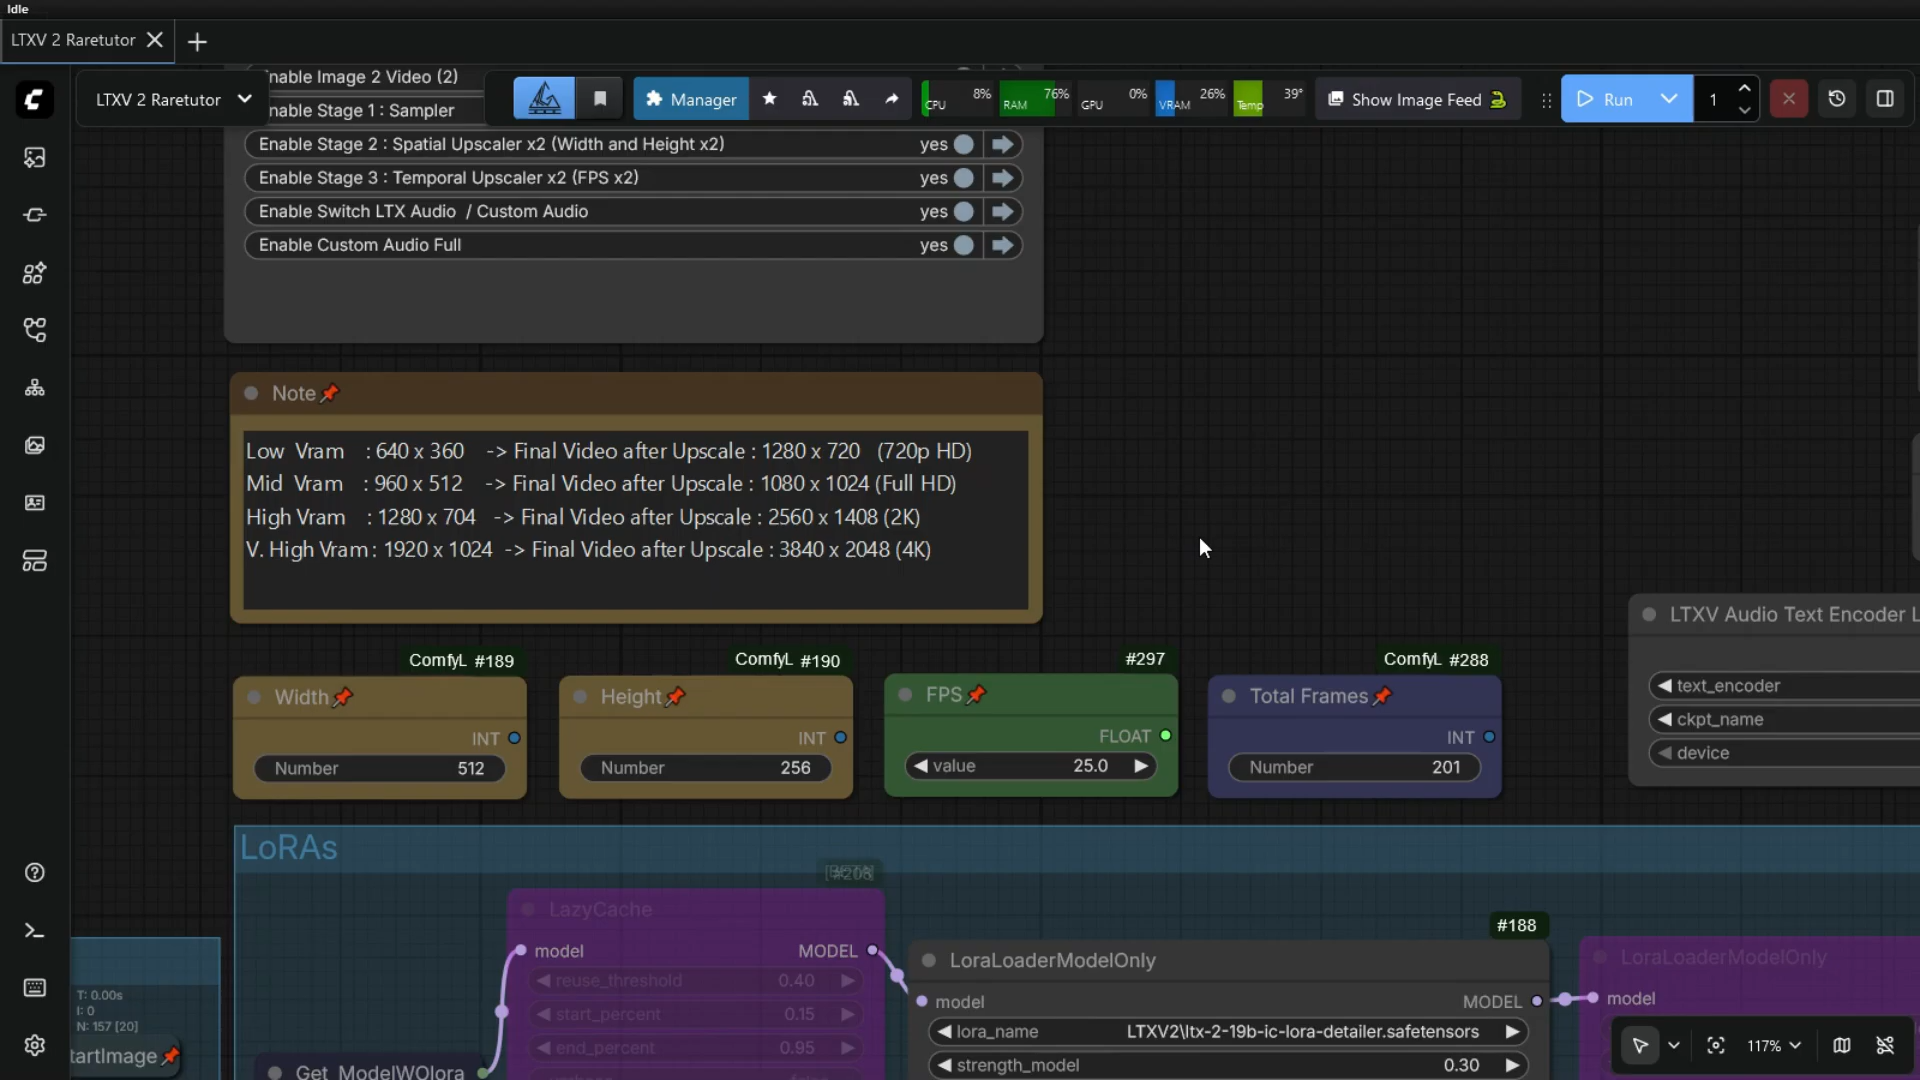 Idle
LTXV 2 Raretutor
LTXV 2 Raretutor
Manager
CPU 8%
RAM 76%
GPU 0%
VRAM 26%
Temp 39°
Show Image Feed
Run
1
nable Image 2 Video (2)
nable Stage 1 : Sampler
Enable Stage 2 : Spatial Upscaler x2 (Width and Height x2) yes
Enable Stage 3 : Temporal Upscaler x2 (FPS x2) yes
Enable Switch LTX Audio / Custom Audio yes
Enable Custom Audio Full yes
Note
Low Vram : 640 x 360 -> Final Video after Upscale : 1280 x 720 (720p HD)
Mid Vram : 960 x 512 -> Final Video after Upscale : 1080 x 1024 (Full HD)
High Vram : 1280 x 704 -> Final Video after Upscale : 2560 x 1408 (2K)
V. High Vram : 1920 x 1024 -> Final Video after Upscale : 3840 x 2048 (4K)
ComfyL #189
Width
INT
Number 512
ComfyL #190
Height
INT
Number 256
#297
FPS
FLOAT
value 25.0
ComfyL #288
Total Frames
INT
Number 201
LTXV Audio Text Encoder L
text_encoder
ckpt_name
device
LoRAs
LazyCache
model MODEL
reuse_threshold 0.40
start_percent 0.15
end_percent 0.95
Get_ModelWOlora
#188
LoraLoaderModelOnly
model MODEL
lora_name LTXV2\ltx-2-19b-ic-lora-detailer.safetensors
strength_model 0.30
LoraLoaderModelOnly
model
T: 0.00s
I: 0
N: 157 [20]
tartImage
117%